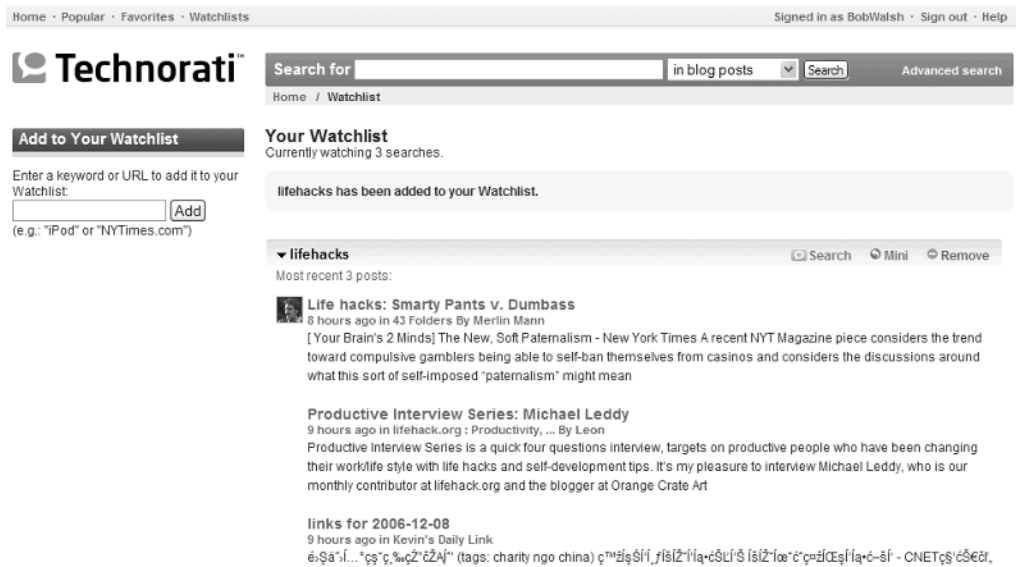 Home · Popular · Favorites · Watchlists
Signed in as BobWalsh · Sign out · Help
Technorati™
Search for
in blog posts
Search
Advanced search
Home / Watchlist
Add to Your Watchlist
Enter a keyword or URL to add it to your
Watchlist:
Add
(e.g.: "iPod" or "NYTimes.com")
Your Watchlist
Currently watching 3 searches.
lifehacks has been added to your Watchlist.
lifehacks
Search
Mini
Remove
Most recent 3 posts:
Life hacks: Smarty Pants v. Dumbass
8 hours ago in 43 Folders By Merlin Mann
[ Your Brain's 2 Minds] The New, Soft Paternalism - New York Times A recent NYT Magazine piece considers the trend
toward compulsive gamblers being able to self-ban themselves from casinos and considers the discussions around
what this sort of self-imposed "paternalism" might mean
Productive Interview Series: Michael Leddy
9 hours ago in lifehack.org : Productivity, ... By Leon
Productive Interview Series is a quick four questions interview, targets on productive people who have been changing
their work/life style with life hacks and self-development tips. It's my pleasure to interview Michael Leddy, who is our
monthly contributor at lifehack.org and the blogger at Orange Crate Art
links for 2006-12-08
9 hours ago in Kevin's Daily Link
(tags: charity ngo china) - CNET